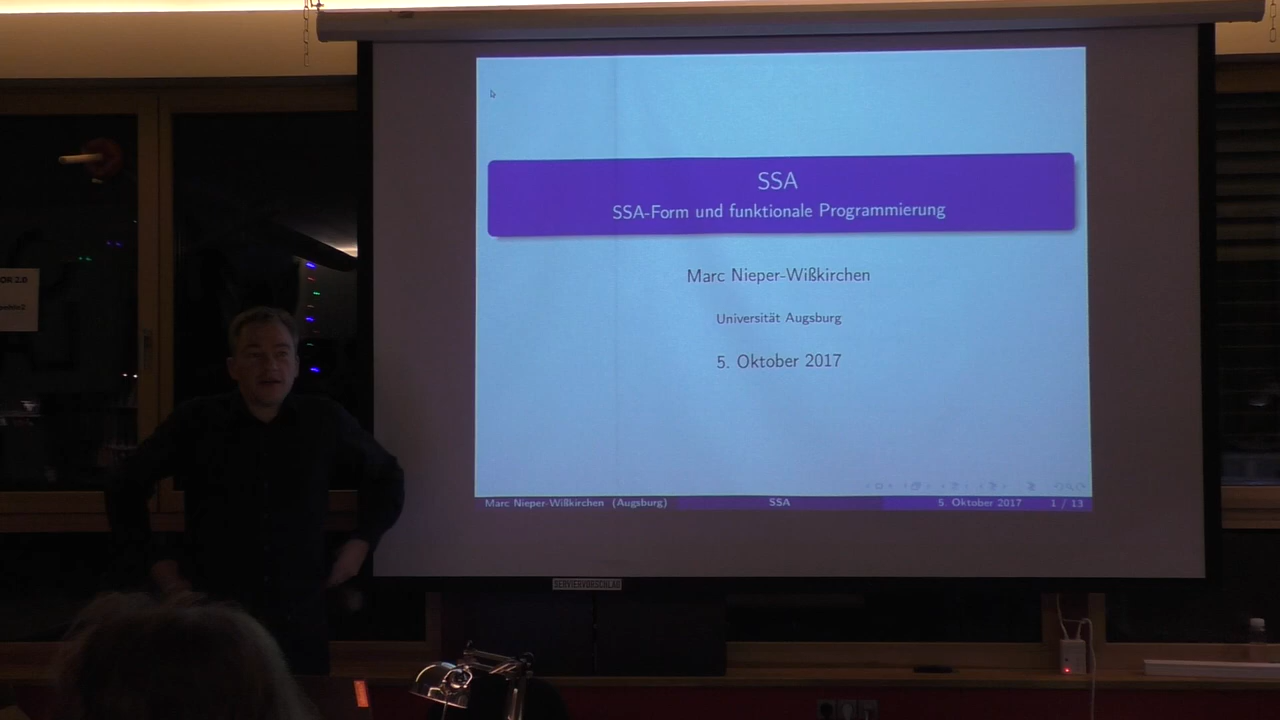 SSA
SSA-Form und funktionale Programmierung
Marc Nieper-Wißkirchen
Universität Augsburg
5. Oktober 2017
Marc Nieper-Wißkirchen (Augsburg)
SSA
5. Oktober 2017
1 / 13
SERVERVORSCHLAG